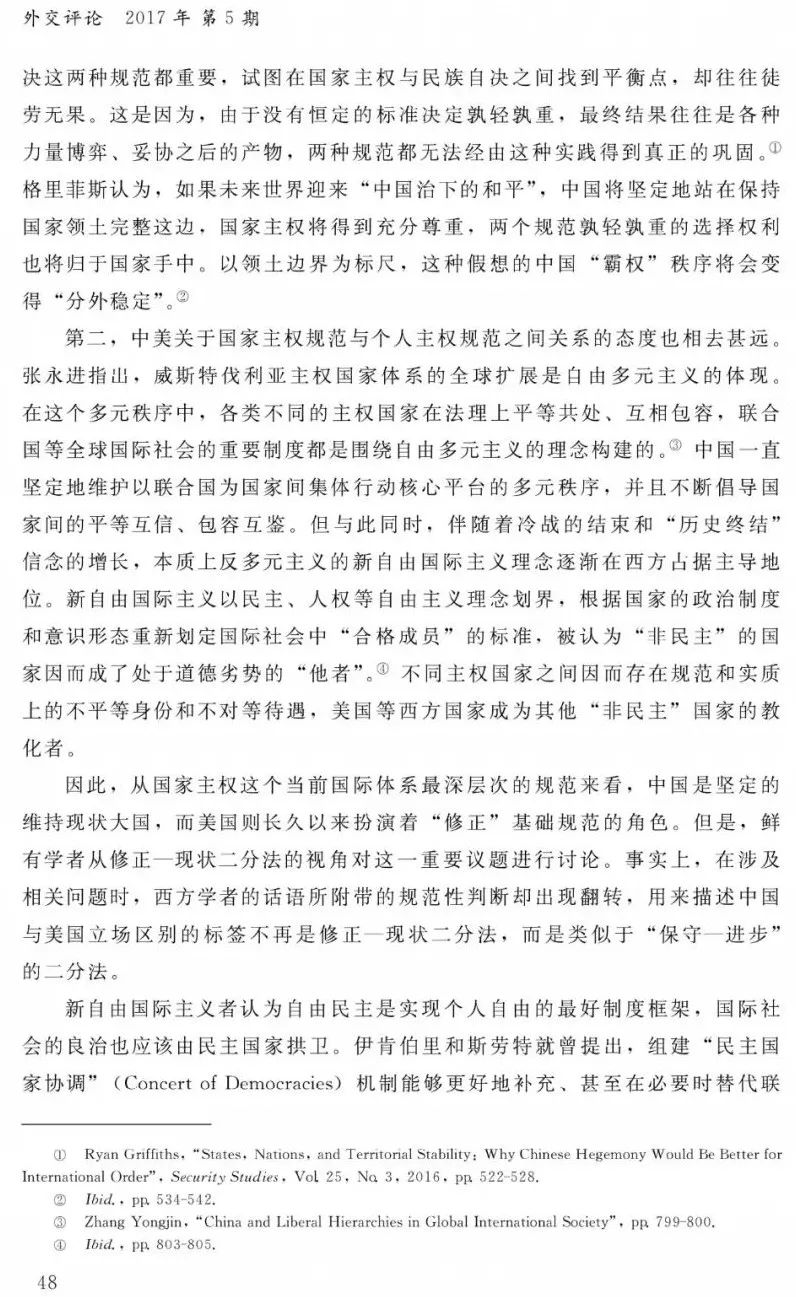 外交评论 2017 年 第 5 期
决这两种规范都重要，试图在国家主权与民族自决之间找到平衡点，却往往徒
劳无果。这是因为，由于没有恒定的标准决定孰轻孰重，最终结果往往是各种
力量博弈、妥协之后的产物，两种规范都无法经由这种实践得到真正的巩固。①
格里菲斯认为，如果未来世界迎来“中国治下的和平”，中国将坚定地站在保持
国家领土完整这边，国家主权将得到充分尊重，两个规范孰轻孰重的选择权利
也将归于国家手中。以领土边界为标尺，这种假想的中国“霸权”秩序将会变
得“分外稳定”。②
第二，中美关于国家主权规范与个人主权规范之间关系的态度也相去甚远。
张永进指出，威斯特伐利亚主权国家体系的全球扩展是自由多元主义的体现。
在这个多元秩序中，各类不同的主权国家在法理上平等共处、互相包容，联合
国等全球国际社会的重要制度都是围绕自由多元主义的理念构建的。③ 中国一直
坚定地维护以联合国为国家间集体行动核心平台的多元秩序，并且不断倡导国
家间的平等互信、包容互鉴。但与此同时，伴随着冷战的结束和“历史终结”
信念的增长，本质上反多元主义的新自由国际主义理念逐渐在西方占据主导地
位。新自由国际主义以民主、人权等自由主义理念划界，根据国家的政治制度
和意识形态重新划定国际社会中“合格成员”的标准，被认为“非民主”的国
家因而成了处于道德劣势的“他者”。④ 不同主权国家之间因而存在规范和实质
上的不平等身份和不对等待遇，美国等西方国家成为其他“非民主”国家的教
化者。
因此，从国家主权这个当前国际体系最深层次的规范来看，中国是坚定的
维持现状大国，而美国则长久以来扮演着“修正”基础规范的角色。但是，鲜
有学者从修正—现状二分法的视角对这一重要议题进行讨论。事实上，在涉及
相关问题时，西方学者的话语所附带的规范性判断却出现翻转，用来描述中国
与美国立场区别的标签不再是修正—现状二分法，而是类似于“保守—进步”
的二分法。
新自由国际主义者认为自由民主是实现个人自由的最好制度框架，国际社
会的良治也应该由民主国家拱卫。伊肯伯里和斯劳特就曾提出，组建“民主国
家协调”（Concert of Democracies）机制能够更好地补充、甚至在必要时替代联
① Ryan Griffiths, “States, Nations, and Territorial Stability: Why Chinese Hegemony Would Be Better for
International Order”, Security Studies, Vol. 25, No. 3, 2016, pp. 522-528.
② Ibid., pp. 534-542.
③ Zhang Yongjin, “China and Liberal Hierarchies in Global International Society”, pp. 799-800.
④ Ibid., pp. 803-805.
48